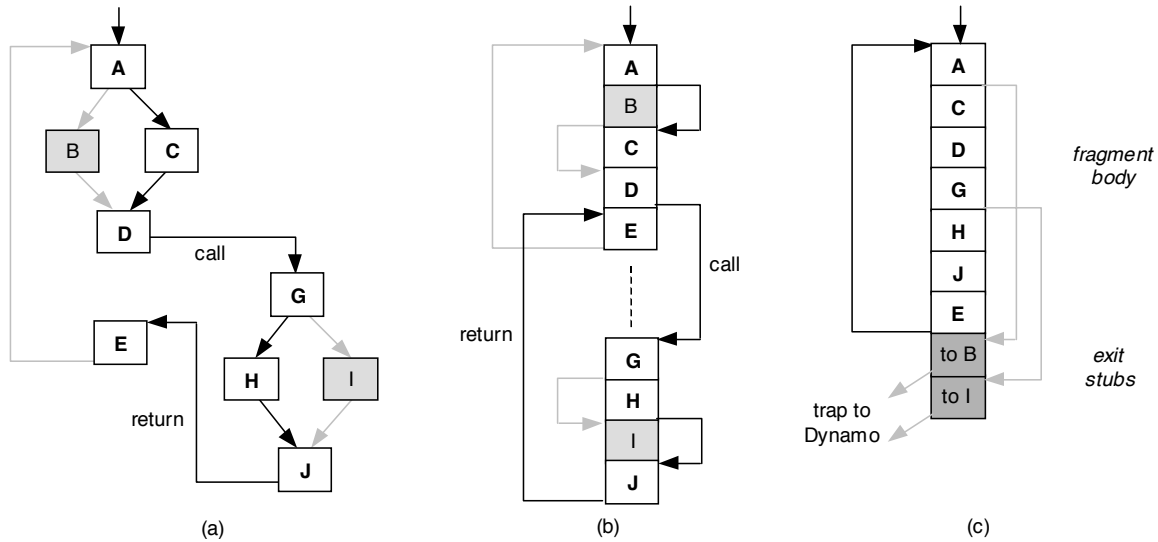 A
B
C
D
call
G
E
H
I
return
J
(a)
A
B
C
D
E
call
return
G
H
I
J
(b)
A
C
D
G
H
J
E
to B
to I
fragment
body
exit
stubs
trap to
Dynamo
(c)